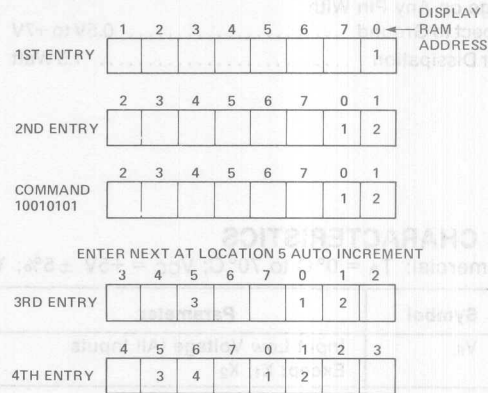 DISPLAY
RAM
ADDRESS
1 2 3 4 5 6 7 0
1ST ENTRY 1
2 3 4 5 6 7 0 1
2ND ENTRY 1 2
2 3 4 5 6 7 0 1
COMMAND
10010101 1 2
ENTER NEXT AT LOCATION 5 AUTO INCREMENT
3 4 5 6 7 0 1 2
3RD ENTRY 3 1 2
4 5 6 7 0 1 2 3
4TH ENTRY 3 4 1 2